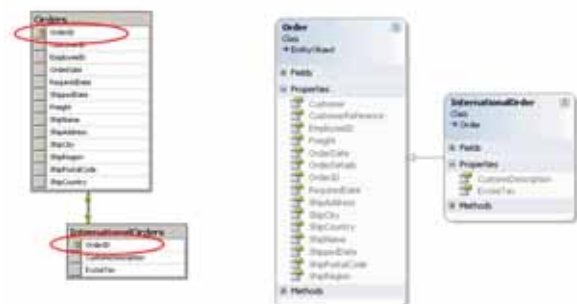 Orders
OrderID
CustomerID
EmployeeID
OrderDate
RequiredDate
ShippedDate
Freight
ShipName
ShipAddress
ShipCity
ShipRegion
ShipPostalCode
ShipCountry
InternationalOrders
OrderID
CustomsDescription
ExciseTax
Order
Class
EntityObject
Fields
Properties
Customer
CustomerReference
EmployeeID
Freight
OrderDate
OrderDetails
OrderID
RequiredDate
ShipAddress
ShipCity
ShipCountry
ShipName
ShippedDate
ShipPostalCode
ShipRegion
Methods
InternationalOrder
Class
Order
Fields
Properties
CustomsDescription
ExciseTax
Methods